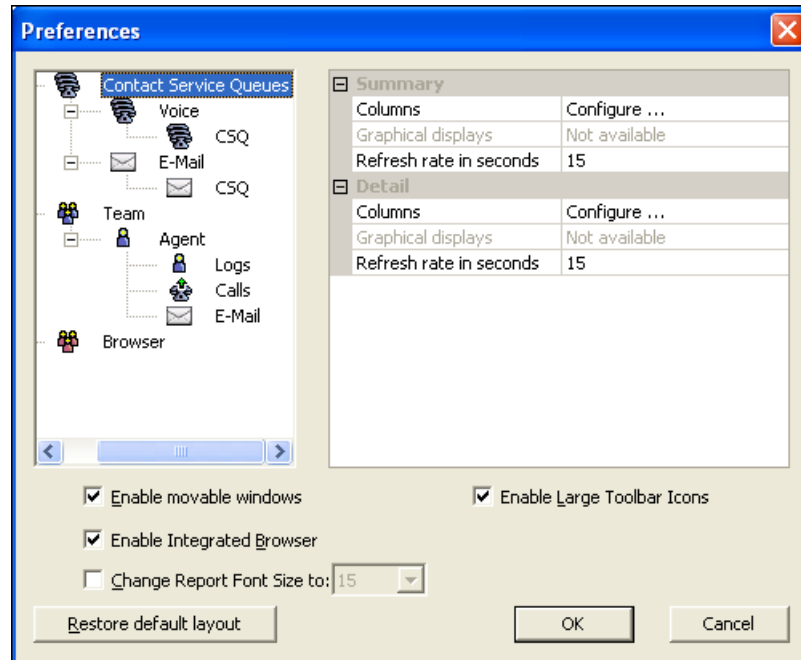 Preferences
Contact Service Queues
Voice
CSQ
E-Mail
CSQ
Team
Agent
Logs
Calls
E-Mail
Browser
Summary
Columns Configure ...
Graphical displays Not available
Refresh rate in seconds 15
Detail
Columns Configure ...
Graphical displays Not available
Refresh rate in seconds 15
Enable movable windows
Enable Large Toolbar Icons
Enable Integrated Browser
Change Report Font Size to: 15
Restore default layout
OK
Cancel